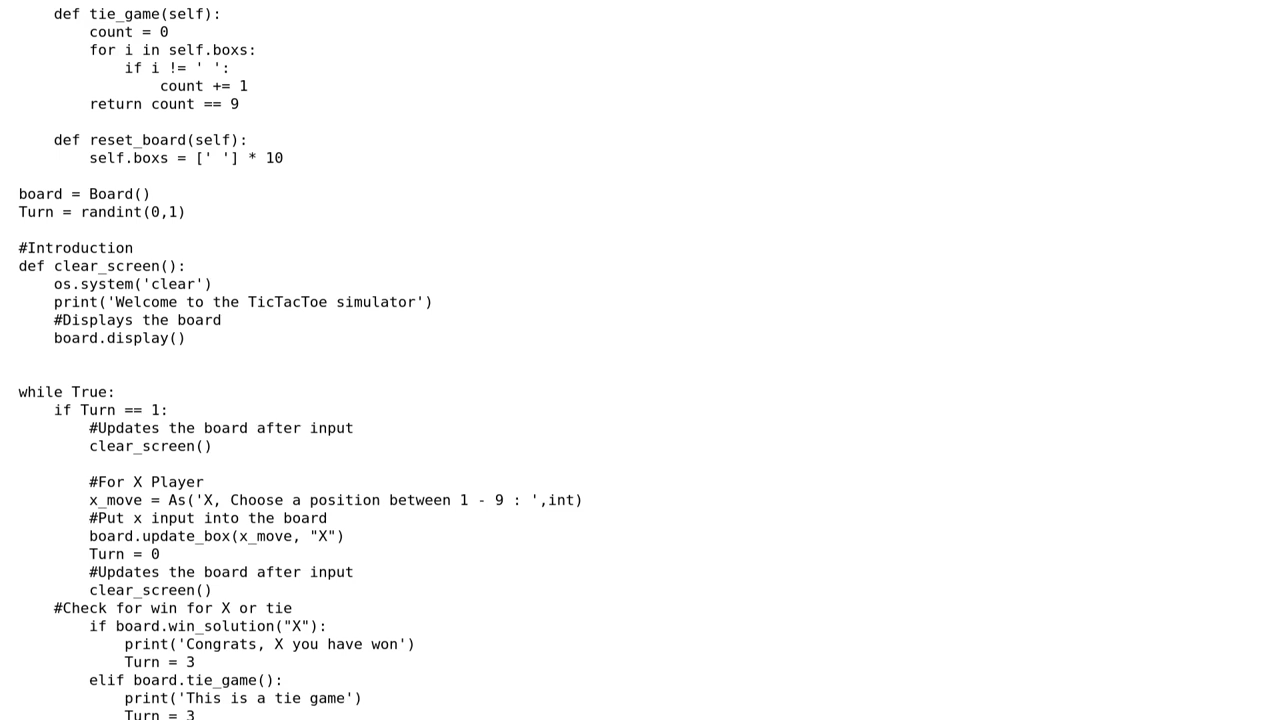 def tie_game(self):
        count = 0
        for i in self.boxs:
            if i != ' ':
                count += 1
        return count == 9

    def reset_board(self):
        self.boxs = [' '] * 10

board = Board()
Turn = randint(0,1)

#Introduction
def clear_screen():
    os.system('clear')
    print('Welcome to the TicTacToe simulator')
    #Displays the board
    board.display()


while True:
    if Turn == 1:
        #Updates the board after input
        clear_screen()

        #For X Player
        x_move = As('X, Choose a position between 1 - 9 : ',int)
        #Put x input into the board
        board.update_box(x_move, "X")
        Turn = 0
        #Updates the board after input
        clear_screen()
    #Check for win for X or tie
        if board.win_solution("X"):
            print('Congrats, X you have won')
            Turn = 3
        elif board.tie_game():
            print('This is a tie game')
            Turn = 3